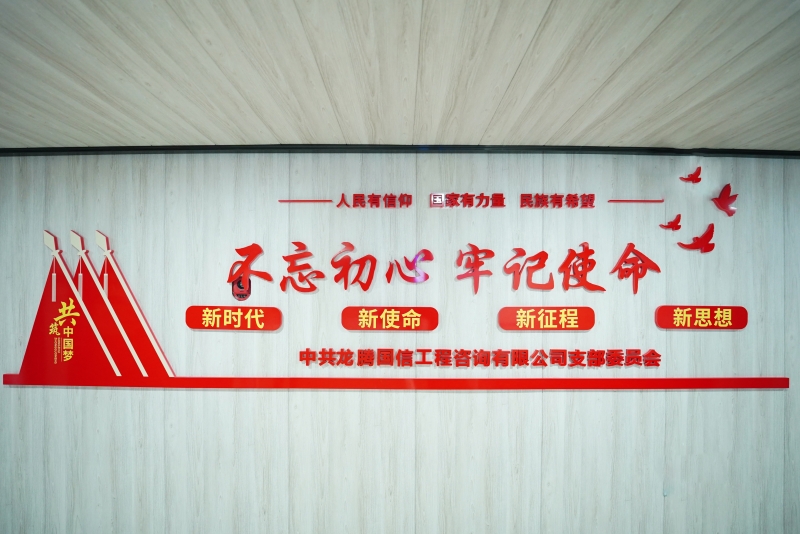 人民有信仰 国家有力量 民族有希望
不忘初心 牢记使命
新时代 新使命 新征程 新思想
中共龙腾国信工程咨询有限公司支部委员会
共筑
中国梦